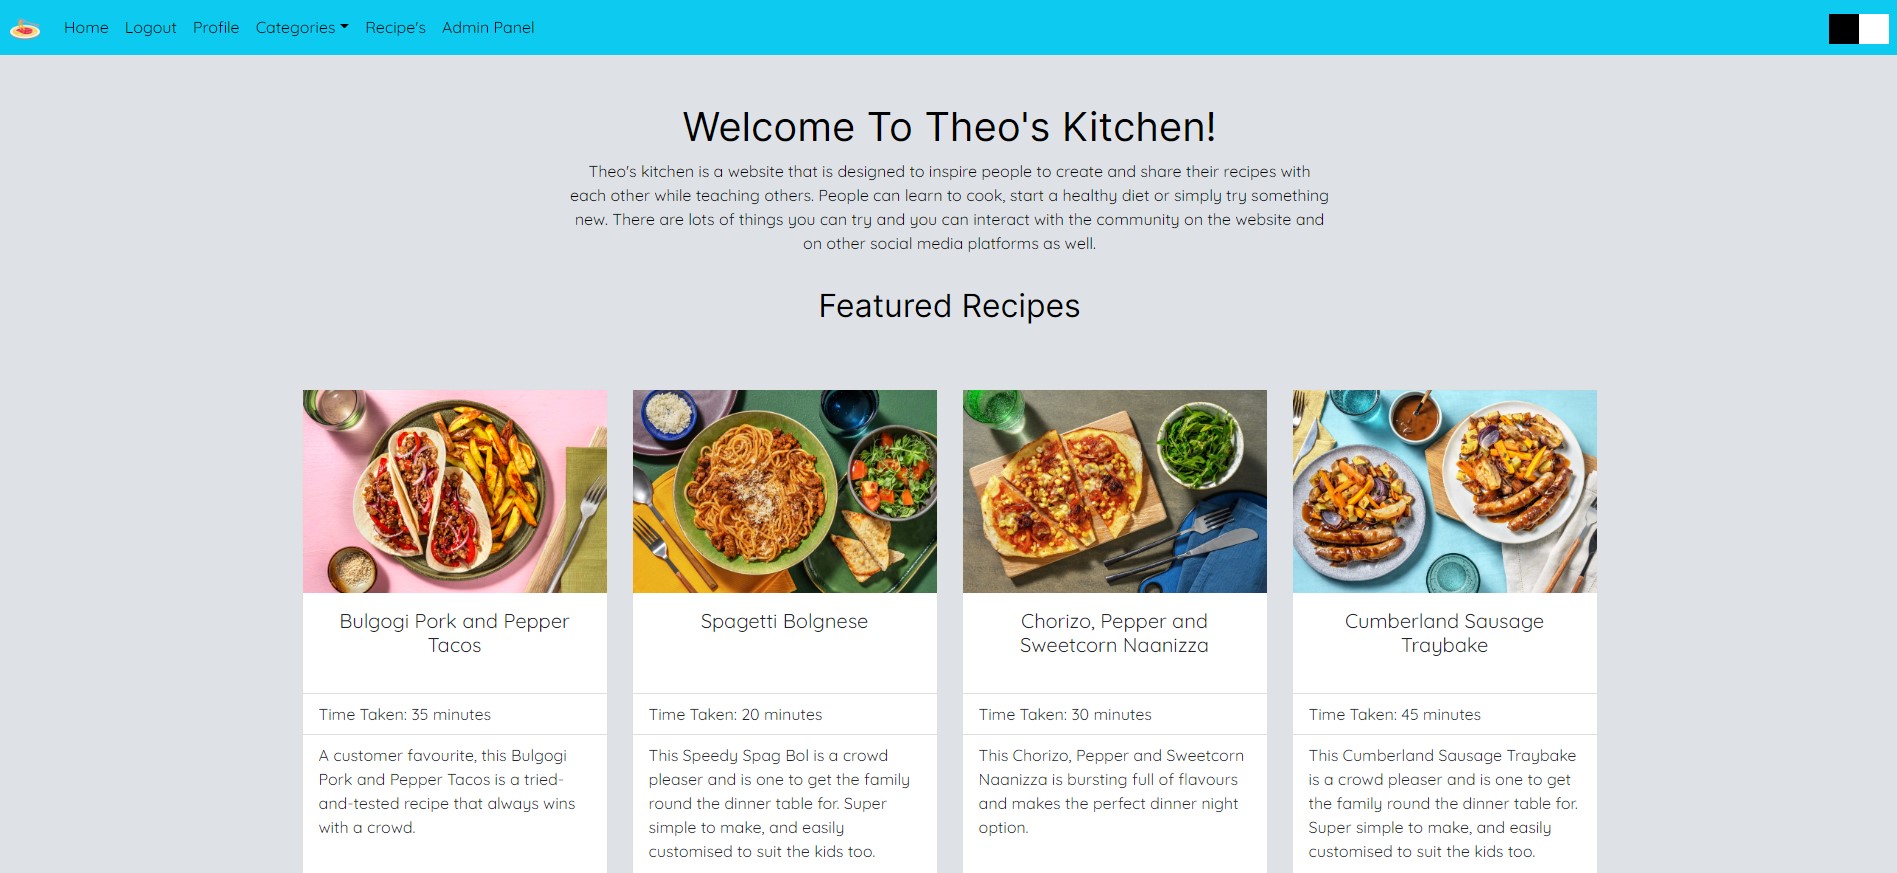 Home Logout Profile Categories Recipe's Admin Panel
Welcome To Theo's Kitchen!
Theo's kitchen is a website that is designed to inspire people to create and share their recipes with
each other while teaching others. People can learn to cook, start a healthy diet or simply try something
new. There are lots of things you can try and you can interact with the community on the website and
on other social media platforms as well.
Featured Recipes
Bulgogi Pork and Pepper
Tacos
Time Taken: 35 minutes
A customer favourite, this Bulgogi
Pork and Pepper Tacos is a tried-
and-tested recipe that always wins
with a crowd.
Spagetti Bolgnese
Time Taken: 20 minutes
This Speedy Spag Bol is a crowd
pleaser and is one to get the family
round the dinner table for. Super
simple to make, and easily
customised to suit the kids too.
Chorizo, Pepper and
Sweetcorn Naanizza
Time Taken: 30 minutes
This Chorizo, Pepper and Sweetcorn
Naanizza is bursting full of flavours
and makes the perfect dinner night
option.
Cumberland Sausage
Traybake
Time Taken: 45 minutes
This Cumberland Sausage Traybake
is a crowd pleaser and is one to get
the family round the dinner table for.
Super simple to make, and easily
customised to suit the kids too.